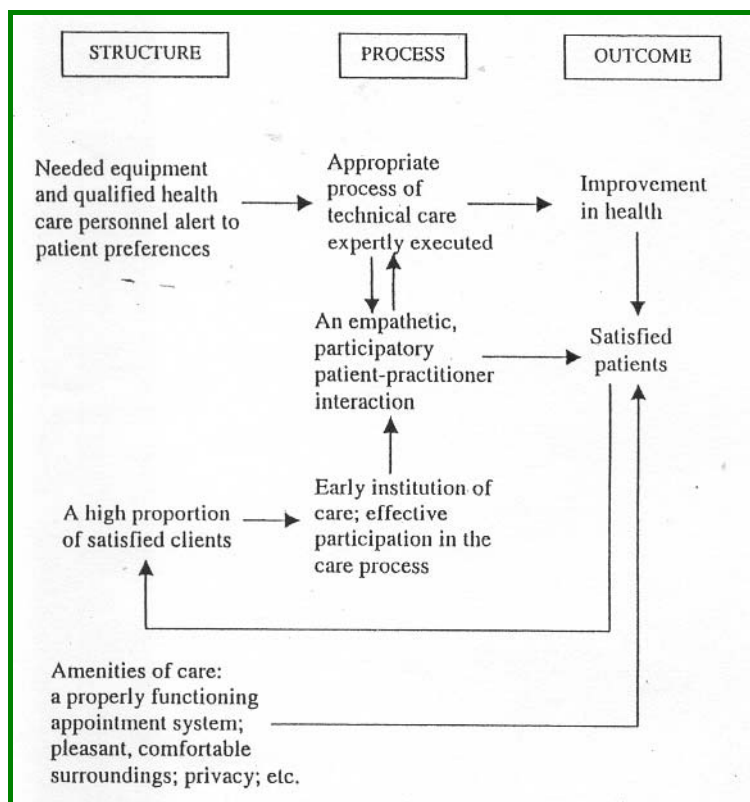 STRUCTURE
PROCESS
OUTCOME
Needed equipment
and qualified health
care personnel alert to
patient preferences
Appropriate
process of
technical care
expertly executed
Improvement
in health
An empathetic,
participatory
patient-practitioner
interaction
Satisfied
patients
A high proportion
of satisfied clients
Early institution of
care; effective
participation in the
care process
Amenities of care:
a properly functioning
appointment system;
pleasant, comfortable
surroundings; privacy; etc.